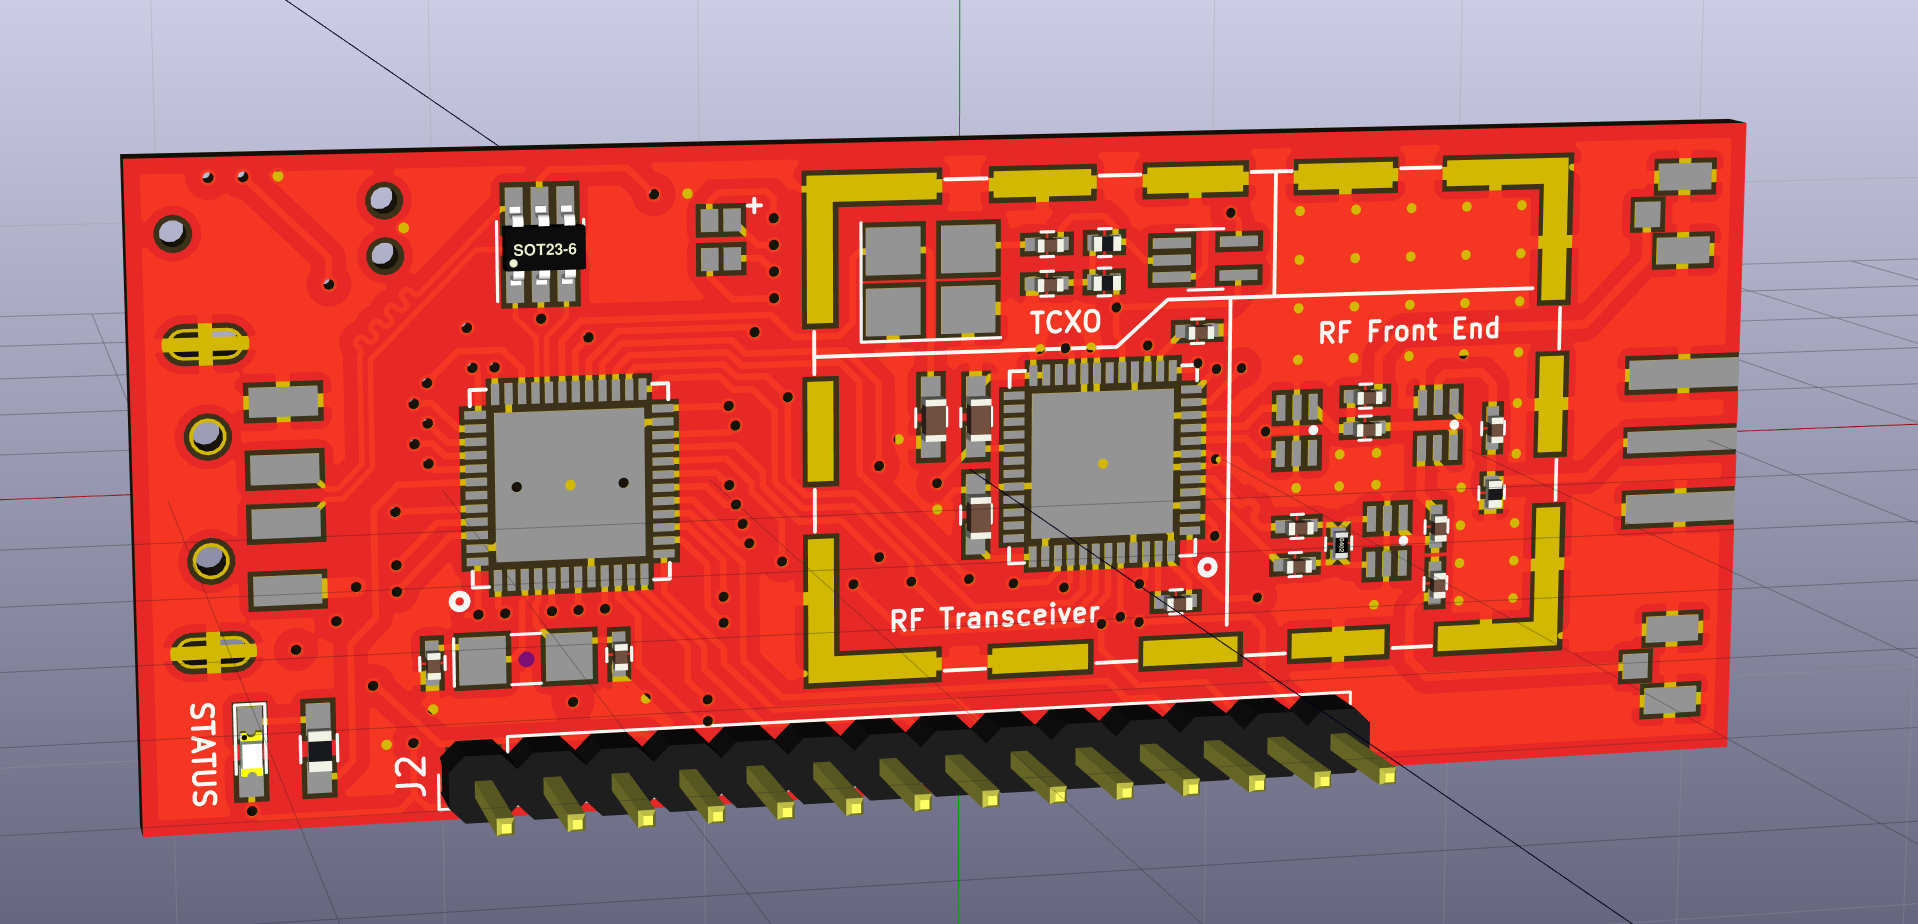 SOT23-6
TCXO
RF Front End
RF Transceiver
STATUS
J2